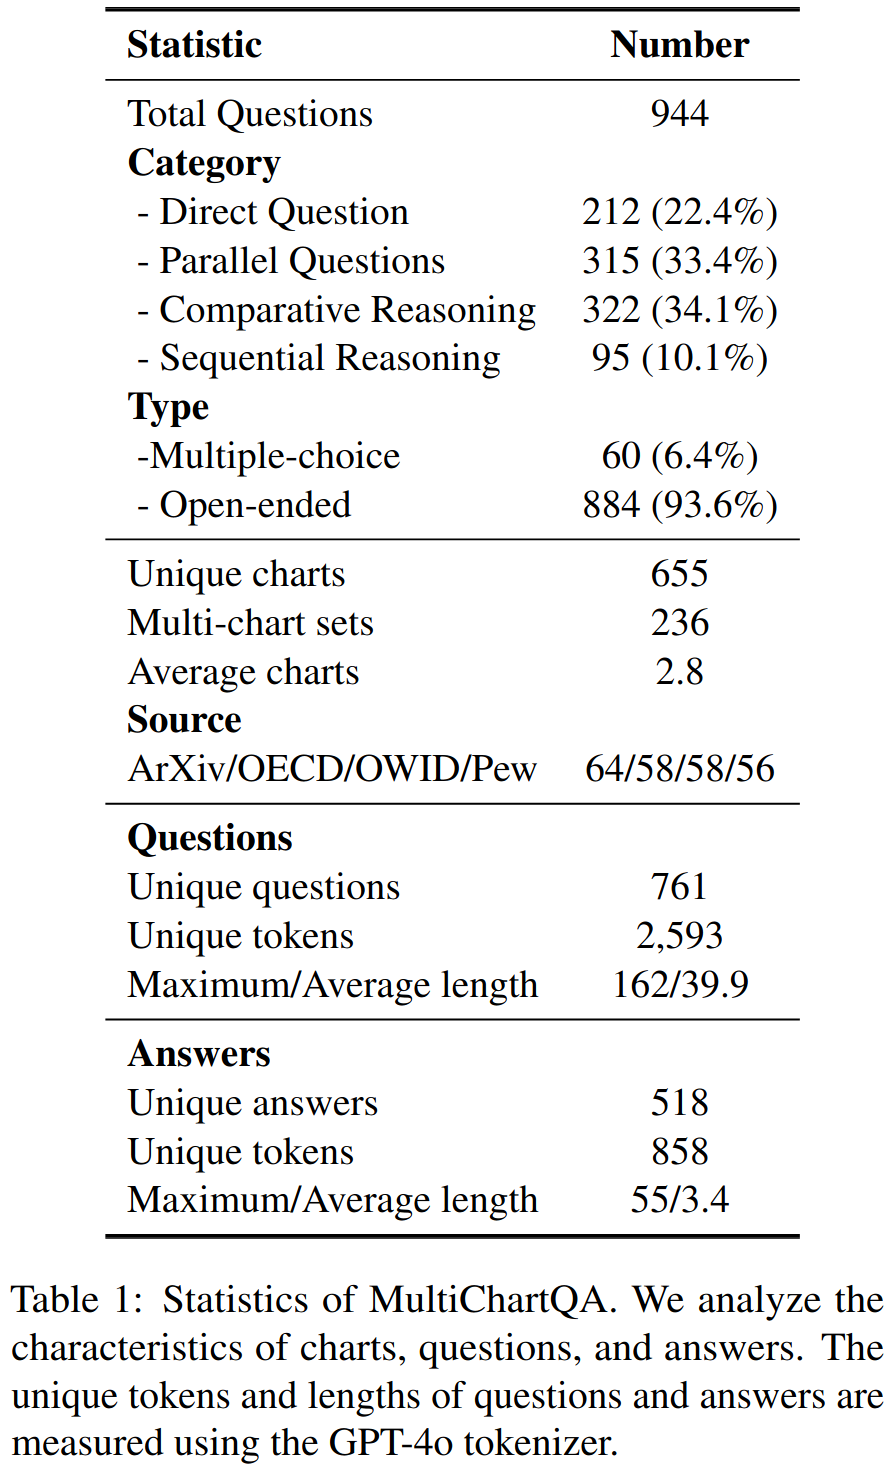 Statistic Number
Total Questions 944
Category
- Direct Question 212 (22.4%)
- Parallel Questions 315 (33.4%)
- Comparative Reasoning 322 (34.1%)
- Sequential Reasoning 95 (10.1%)
Type
-Multiple-choice 60 (6.4%)
- Open-ended 884 (93.6%)
Unique charts 655
Multi-chart sets 236
Average charts 2.8
Source
ArXiv/OECD/OWID/Pew 64/58/58/56
Questions
Unique questions 761
Unique tokens 2,593
Maximum/Average length 162/39.9
Answers
Unique answers 518
Unique tokens 858
Maximum/Average length 55/3.4
Table 1: Statistics of MultiChartQA. We analyze the
characteristics of charts, questions, and answers. The
unique tokens and lengths of questions and answers are
measured using the GPT-4o tokenizer.